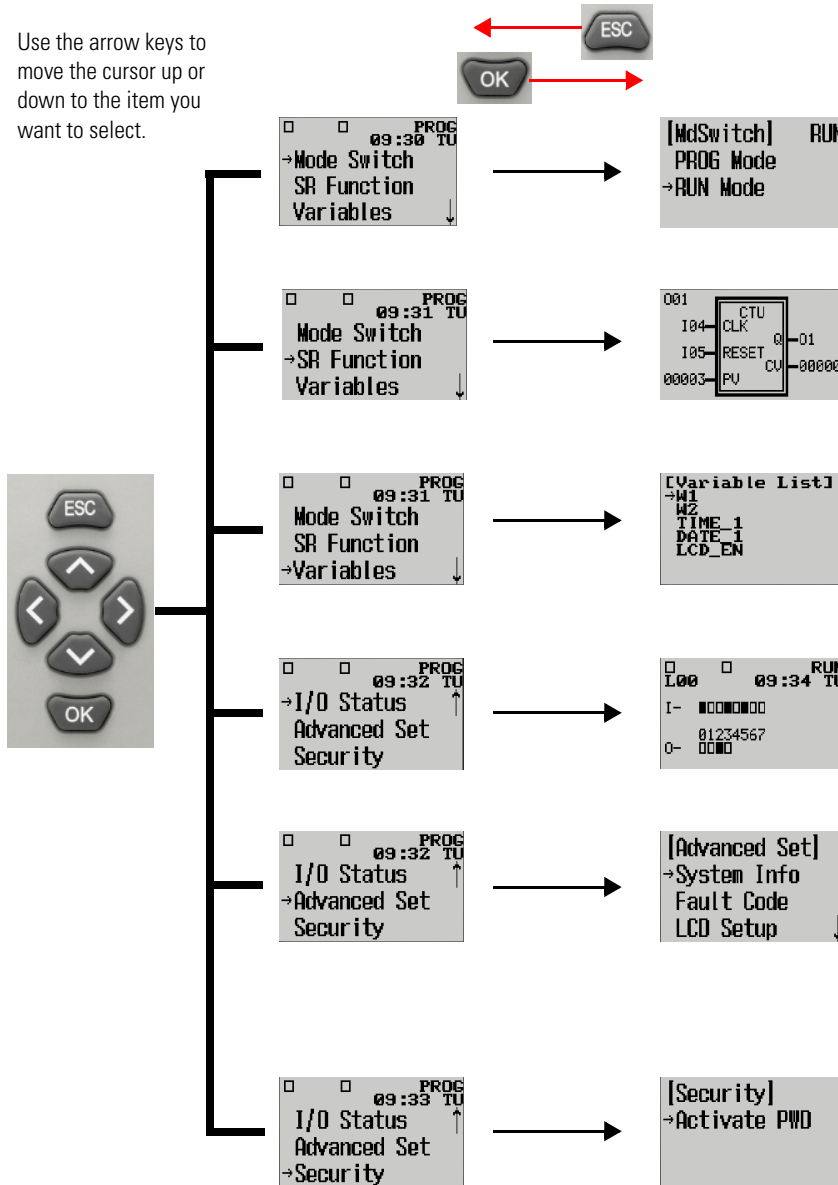 Use the arrow keys to
move the cursor up or
down to the item you
want to select.
ESC
OK
PROG
09:30 TU
→Mode Switch
SR Function
Variables ↓
[MdSwitch] RUN
PROG Mode
→RUN Mode
PROG
09:31 TU
Mode Switch
→SR Function
Variables ↓
O01
CTU
I04 CLK
Q O1
I05 RESET
CV 00000
00003 PV
PROG
09:31 TU
Mode Switch
SR Function
→Variables ↓
[Variable List]
→W1
W2
TIME_1
DATE_1
LCD_EN
ESC
OK
PROG
09:32 TU
→I/O Status ↑
Advanced Set
Security
RUN
L00 09:34 TU
I-
01234567
O-
PROG
09:32 TU
I/O Status ↑
→Advanced Set
Security
[Advanced Set]
→System Info
Fault Code
LCD Setup ↓
PROG
09:33 TU
I/O Status ↑
Advanced Set
→Security
[Security]
→Activate PWD